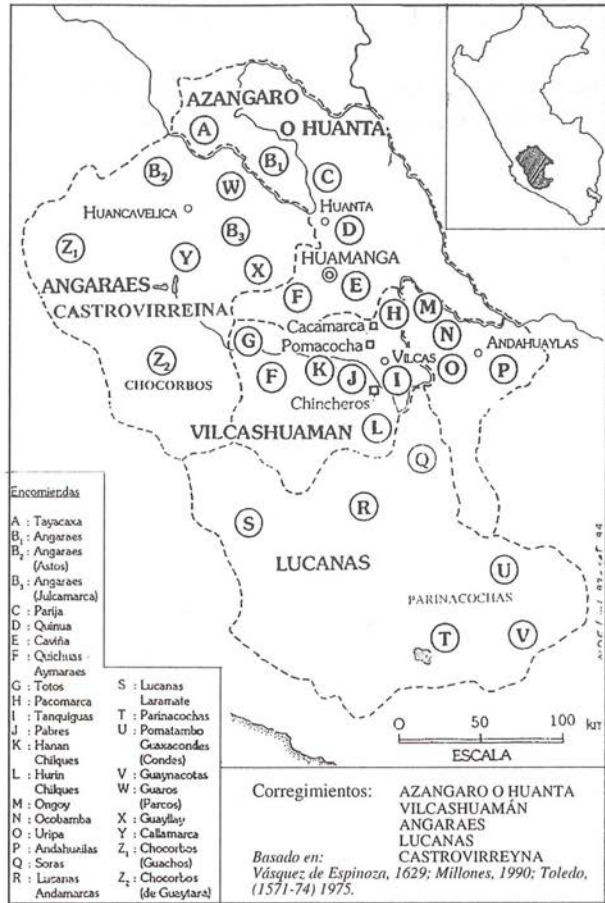 AZANGARO
O HUANTA
A
B1
B2
W
C
HUANTA
HUANCAVELICA
B3
D
Z1
Y
X
HUAMANGA
ANGARAES
E
CASTROVIRREINA
F
H
M
Cacamarca
N
G
Pomacocha
ANDAHUAYLAS
VILCAS
Z2
F
K
J
I
O
P
CHOCORBOS
Chincheros
VILCASHUAMAN
L
Q
S
R
LUCANAS
U
PARINACOCHAS
T
V
O 50 100 km
ESCALA
Encomiendas
A : Tayacaxa
B1 : Angaraes
B2 : Angaraes
(Astos)
B3 : Angaraes
(Julcamarca)
C : Parija
D : Quinua
E : Caviña
F : Quichuas -
Aymaraes
G : Totos
H : Pacomarca
I : Tanquiguas
J : Pabres
K : Hanan
Chilques
L : Hurin
Chilques
M : Ongoy
N : Ocobamba
O : Uripa
P : Andahuailas
Q : Soras
R : Lucanas
Andamarcas
S : Lucanas
Laramate
T : Parinacochas
U : Pomatambo
Guaxacondes
(Condes)
V : Guaynacotas
W : Guaros
(Parcos)
X : Guayllay
Y : Callamarca
Z1 : Chocorbos
(Guachos)
Z2 : Chocorbos
(de Guaytara)
Corregimientos: AZANGARO O HUANTA
VILCASHUAMÁN
ANGARAES
LUCANAS
Basado en: CASTROVIRREYNA
Vásquez de Espinoza, 1629; Millones, 1990; Toledo,
(1571-74) 1975.